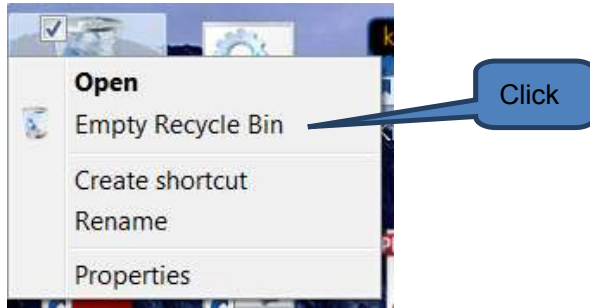 Open
Empty Recycle Bin
Click
Create shortcut
Rename
Properties